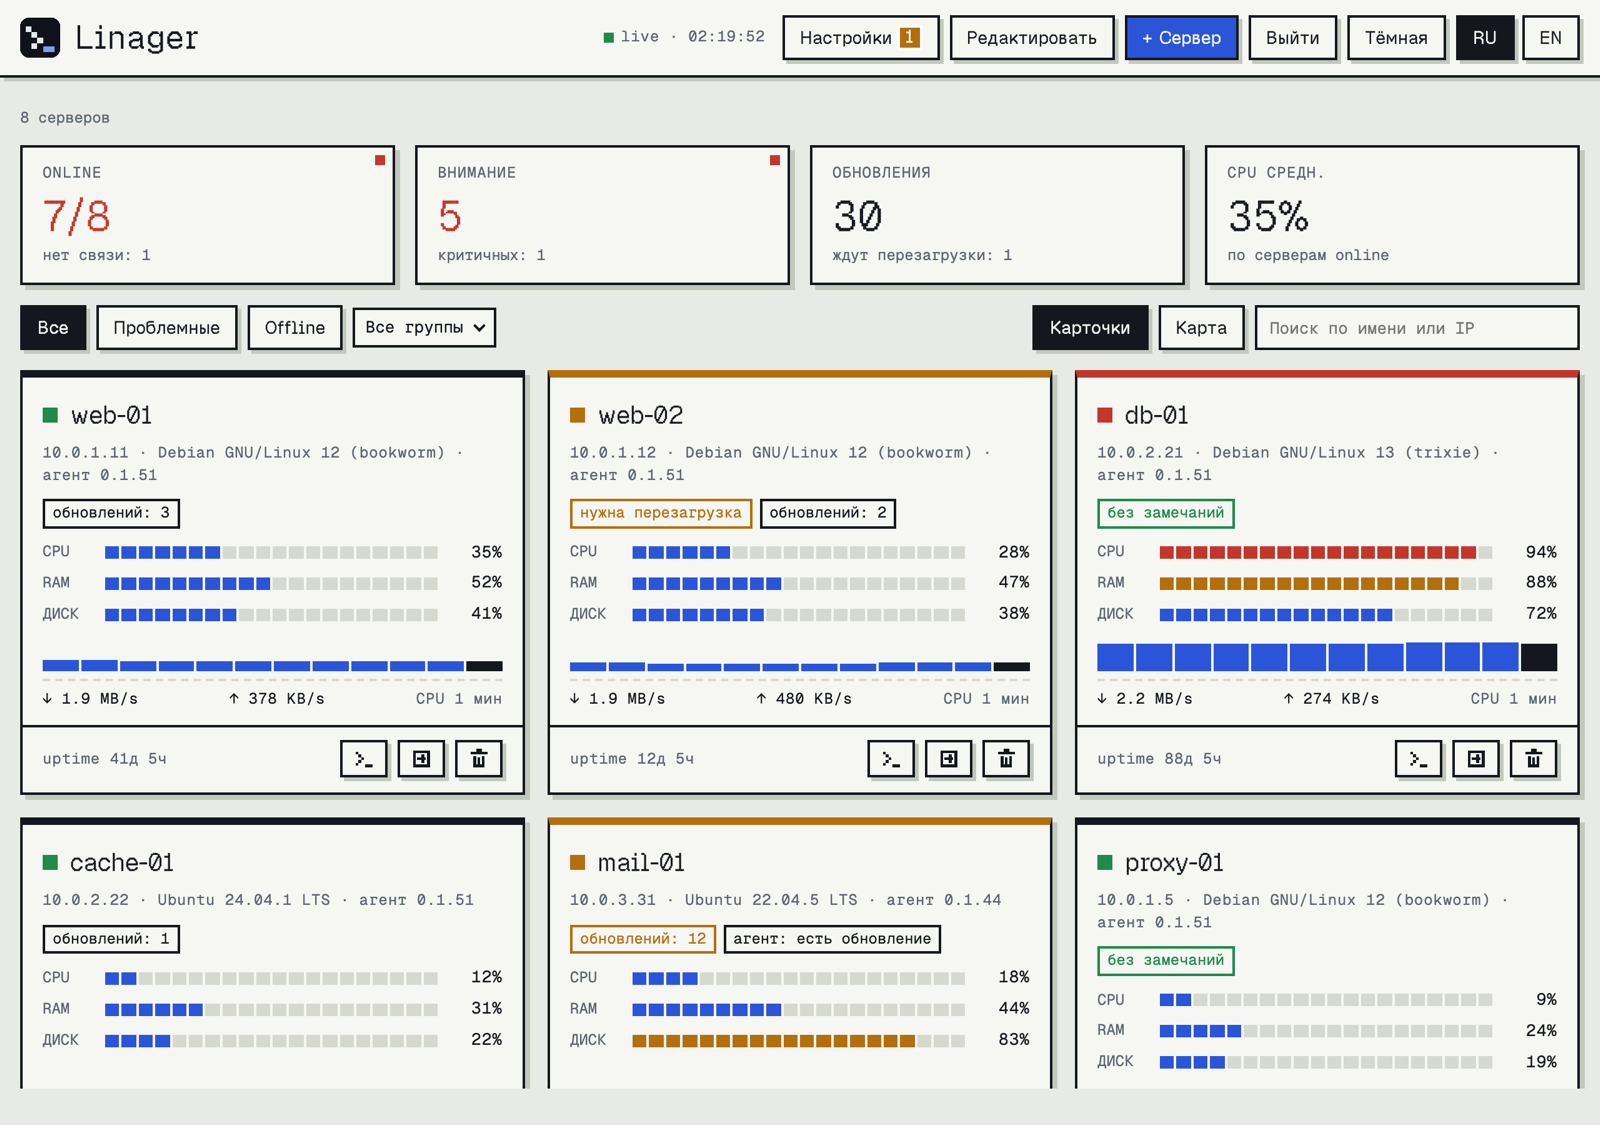 Linager
live · 02:19:52
Настройки 1
Редактировать
+ Сервер
Выйти
Тёмная
RU
EN
8 серверов
ONLINE
7/8
нет связи: 1
ВНИМАНИЕ
5
критичных: 1
ОБНОВЛЕНИЯ
30
ждут перезагрузки: 1
CPU СРЕДН.
35%
по серверам online
Все
Проблемные
Offline
Все группы
Карточки
Карта
Поиск по имени или IP
web-01
10.0.1.11 · Debian GNU/Linux 12 (bookworm) ·
агент 0.1.51
обновлений: 3
CPU 35%
RAM 52%
ДИСК 41%
↓ 1.9 MB/s ↑ 378 KB/s CPU 1 мин
uptime 41д 5ч
web-02
10.0.1.12 · Debian GNU/Linux 12 (bookworm) ·
агент 0.1.51
нужна перезагрузка
обновлений: 2
CPU 28%
RAM 47%
ДИСК 38%
↓ 1.9 MB/s ↑ 480 KB/s CPU 1 мин
uptime 12д 5ч
db-01
10.0.2.21 · Debian GNU/Linux 13 (trixie) ·
агент 0.1.51
без замечаний
CPU 94%
RAM 88%
ДИСК 72%
↓ 2.2 MB/s ↑ 274 KB/s CPU 1 мин
uptime 88д 5ч
cache-01
10.0.2.22 · Ubuntu 24.04.1 LTS · агент 0.1.51
обновлений: 1
CPU 12%
RAM 31%
ДИСК 22%
mail-01
10.0.3.31 · Ubuntu 22.04.5 LTS · агент 0.1.44
обновлений: 12
агент: есть обновление
CPU 18%
RAM 44%
ДИСК 83%
proxy-01
10.0.1.5 · Debian GNU/Linux 12 (bookworm) ·
агент 0.1.51
без замечаний
CPU 9%
RAM 24%
ДИСК 19%